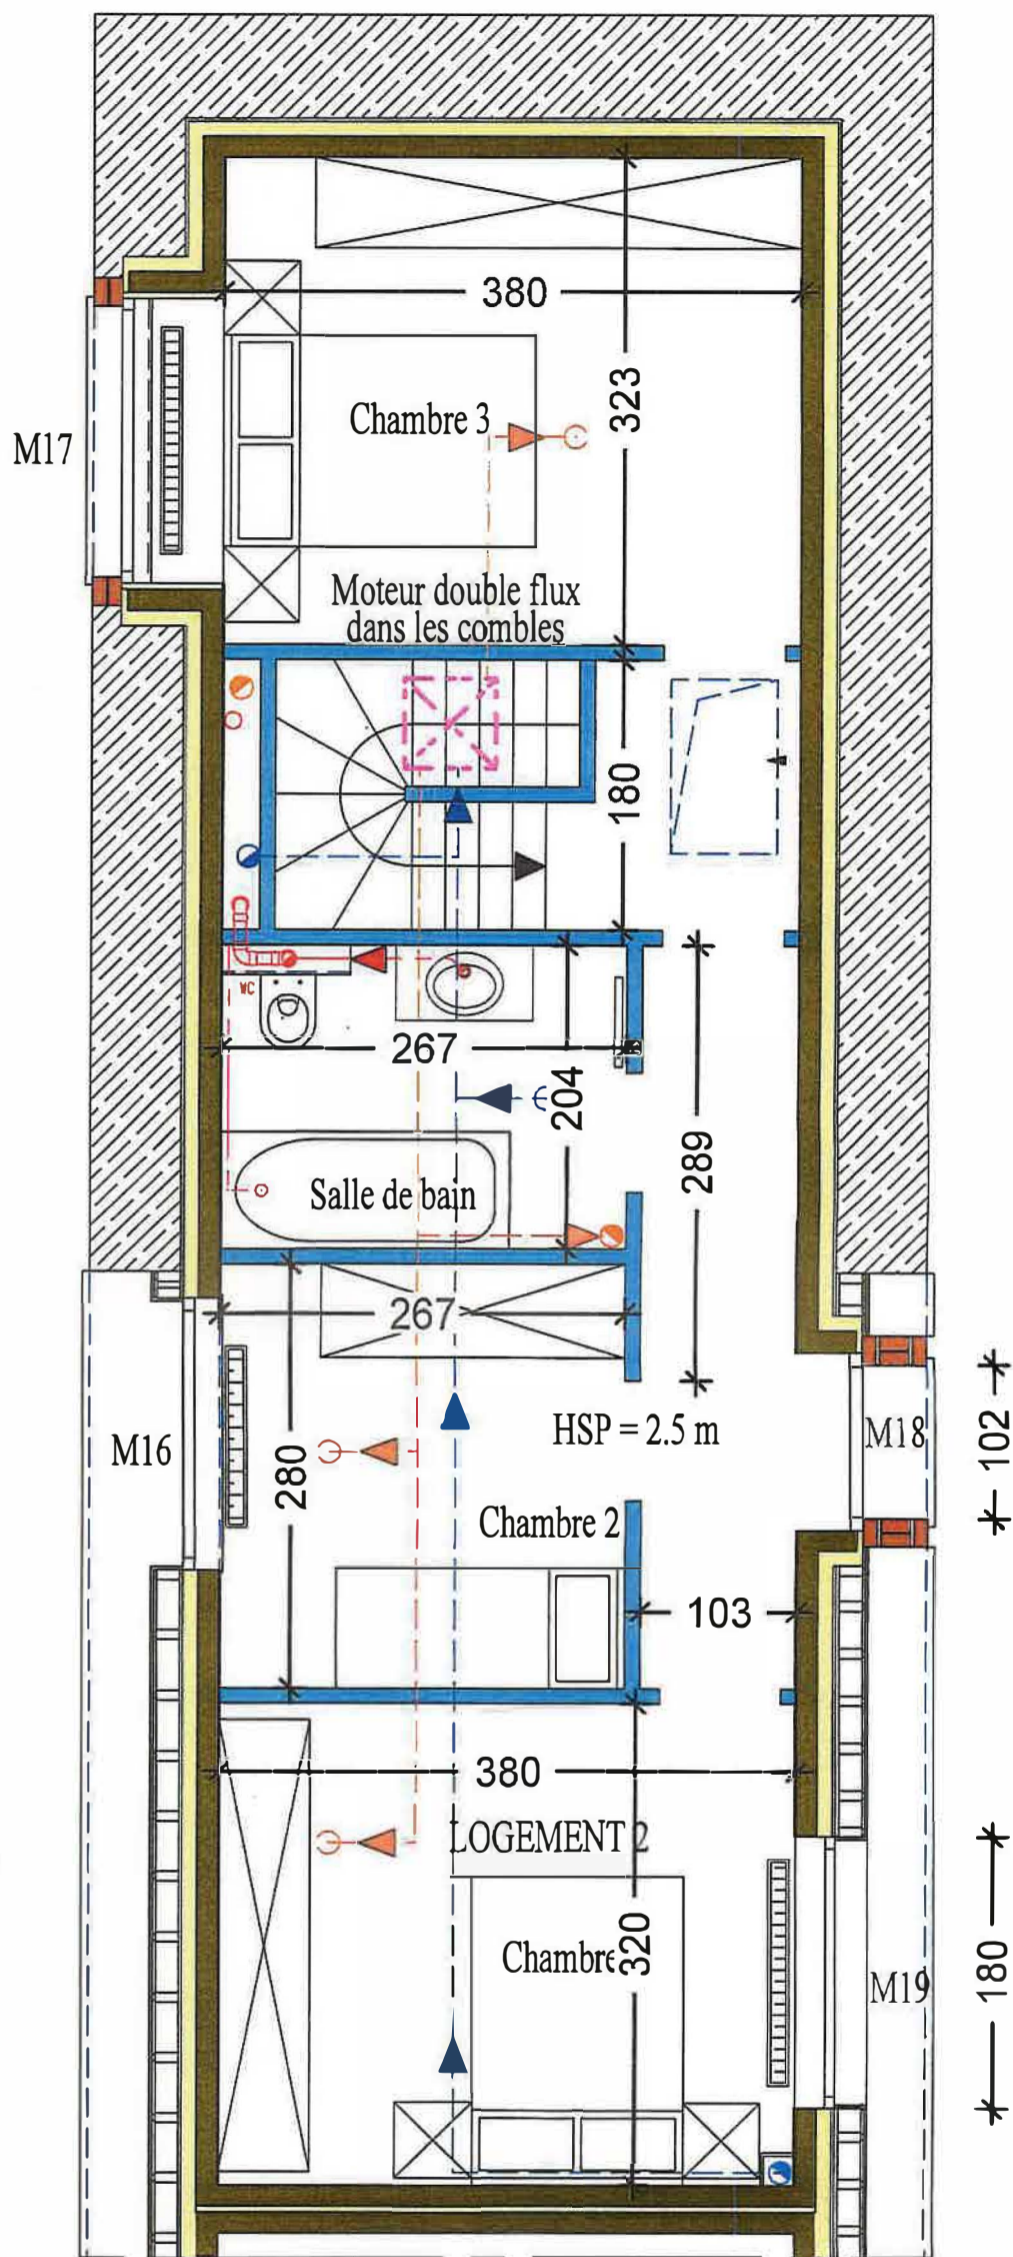 380
323
Chambre 3
M17
Moteur double flux
dans les combles
180
WC
267
204
289
Salle de bain
267
M16
280
HSP = 2.5 m
M18
102
Chambre 2
103
380
LOGEMENT 2
Chambre
320
M19
180